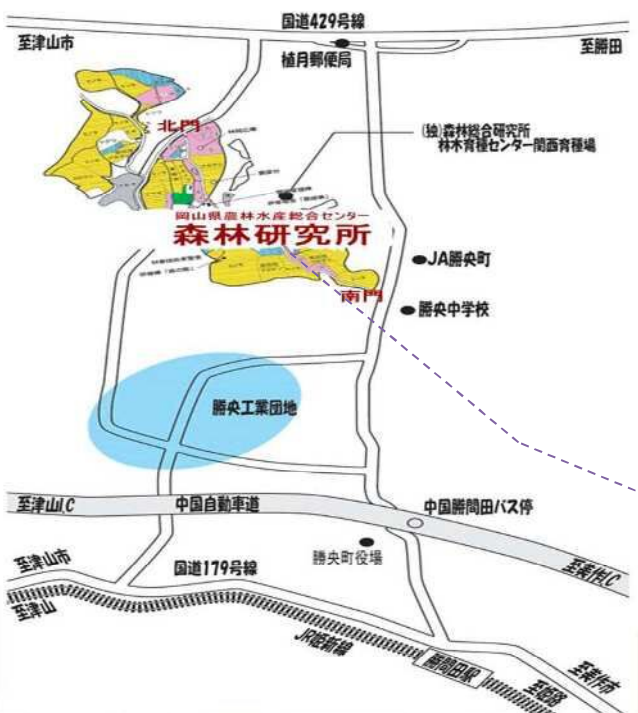 国道429号線
至津山市
植月郵便局
至勝田
北門
(独)森林総合研究所
林木育種センター関西育種場
岡山県農林水産総合センター
森林研究所
南門
JA勝央町
勝央中学校
勝央工業団地
至津山I.C
中国自動車道
中国勝間田バス停
至美作I.C
勝央町役場
国道179号線
至津山市
至津山
JR姫新線
勝間田駅
至姫路
至美作市